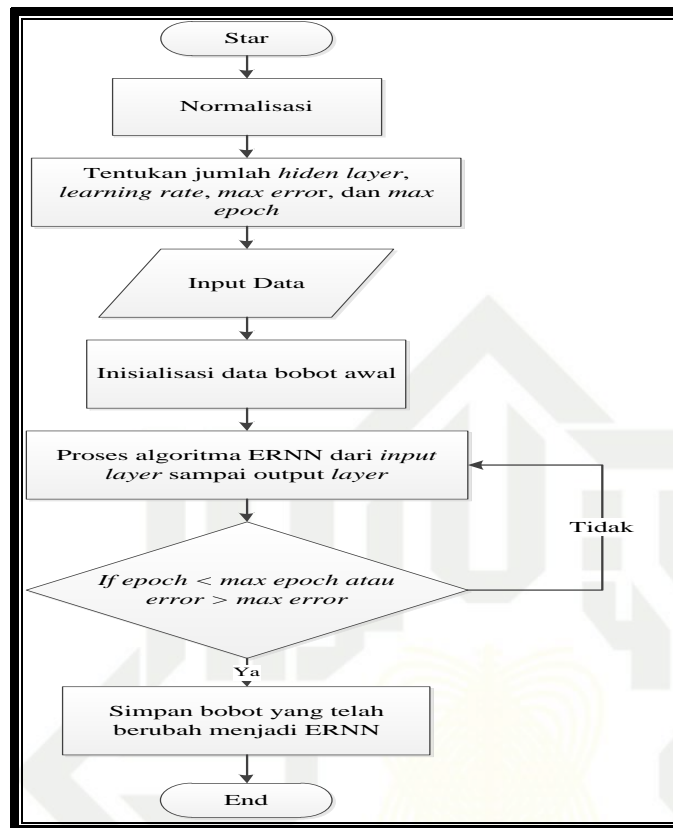 Star
Normalisasi
Tentukan jumlah hiden layer,
learning rate, max error, dan max
epoch
Input Data
Inisialisasi data bobot awal
Proses algoritma ERNN dari input
layer sampai output layer
Tidak
If epoch < max epoch atau
error > max error
Ya
Simpan bobot yang telah
berubah menjadi ERNN
End